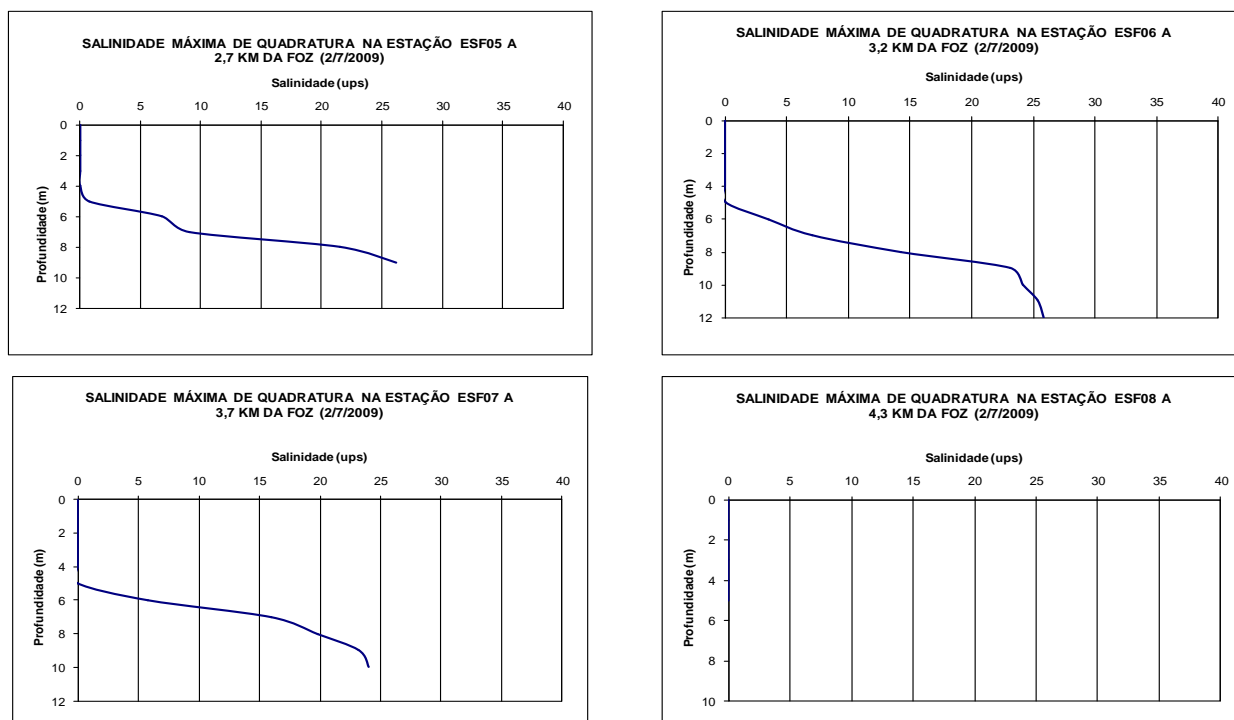 SALINIDADE MÁXIMA DE QUADRATURA NA ESTAÇÃO ESF05 A
2,7 KM DA FOZ (2/7/2009)
Salinidade (ups)
0 5 10 15 20 25 30 35 40
Profundidade (m)
0
2
4
6
8
10
12
SALINIDADE MÁXIMA DE QUADRATURA NA ESTAÇÃO ESF06 A
3,2 KM DA FOZ (2/7/2009)
Salinidade (ups)
0 5 10 15 20 25 30 35 40
Profundidade (m)
0
2
4
6
8
10
12
SALINIDADE MÁXIMA DE QUADRATURA NA ESTAÇÃO ESF07 A
3,7 KM DA FOZ (2/7/2009)
Salinidade (ups)
0 5 10 15 20 25 30 35 40
Profundidade (m)
0
2
4
6
8
10
12
SALINIDADE MÁXIMA DE QUADRATURA NA ESTAÇÃO ESF08 A
4,3 KM DA FOZ (2/7/2009)
Salinidade (ups)
0 5 10 15 20 25 30 35 40
Profundidade (m)
0
2
4
6
8
10